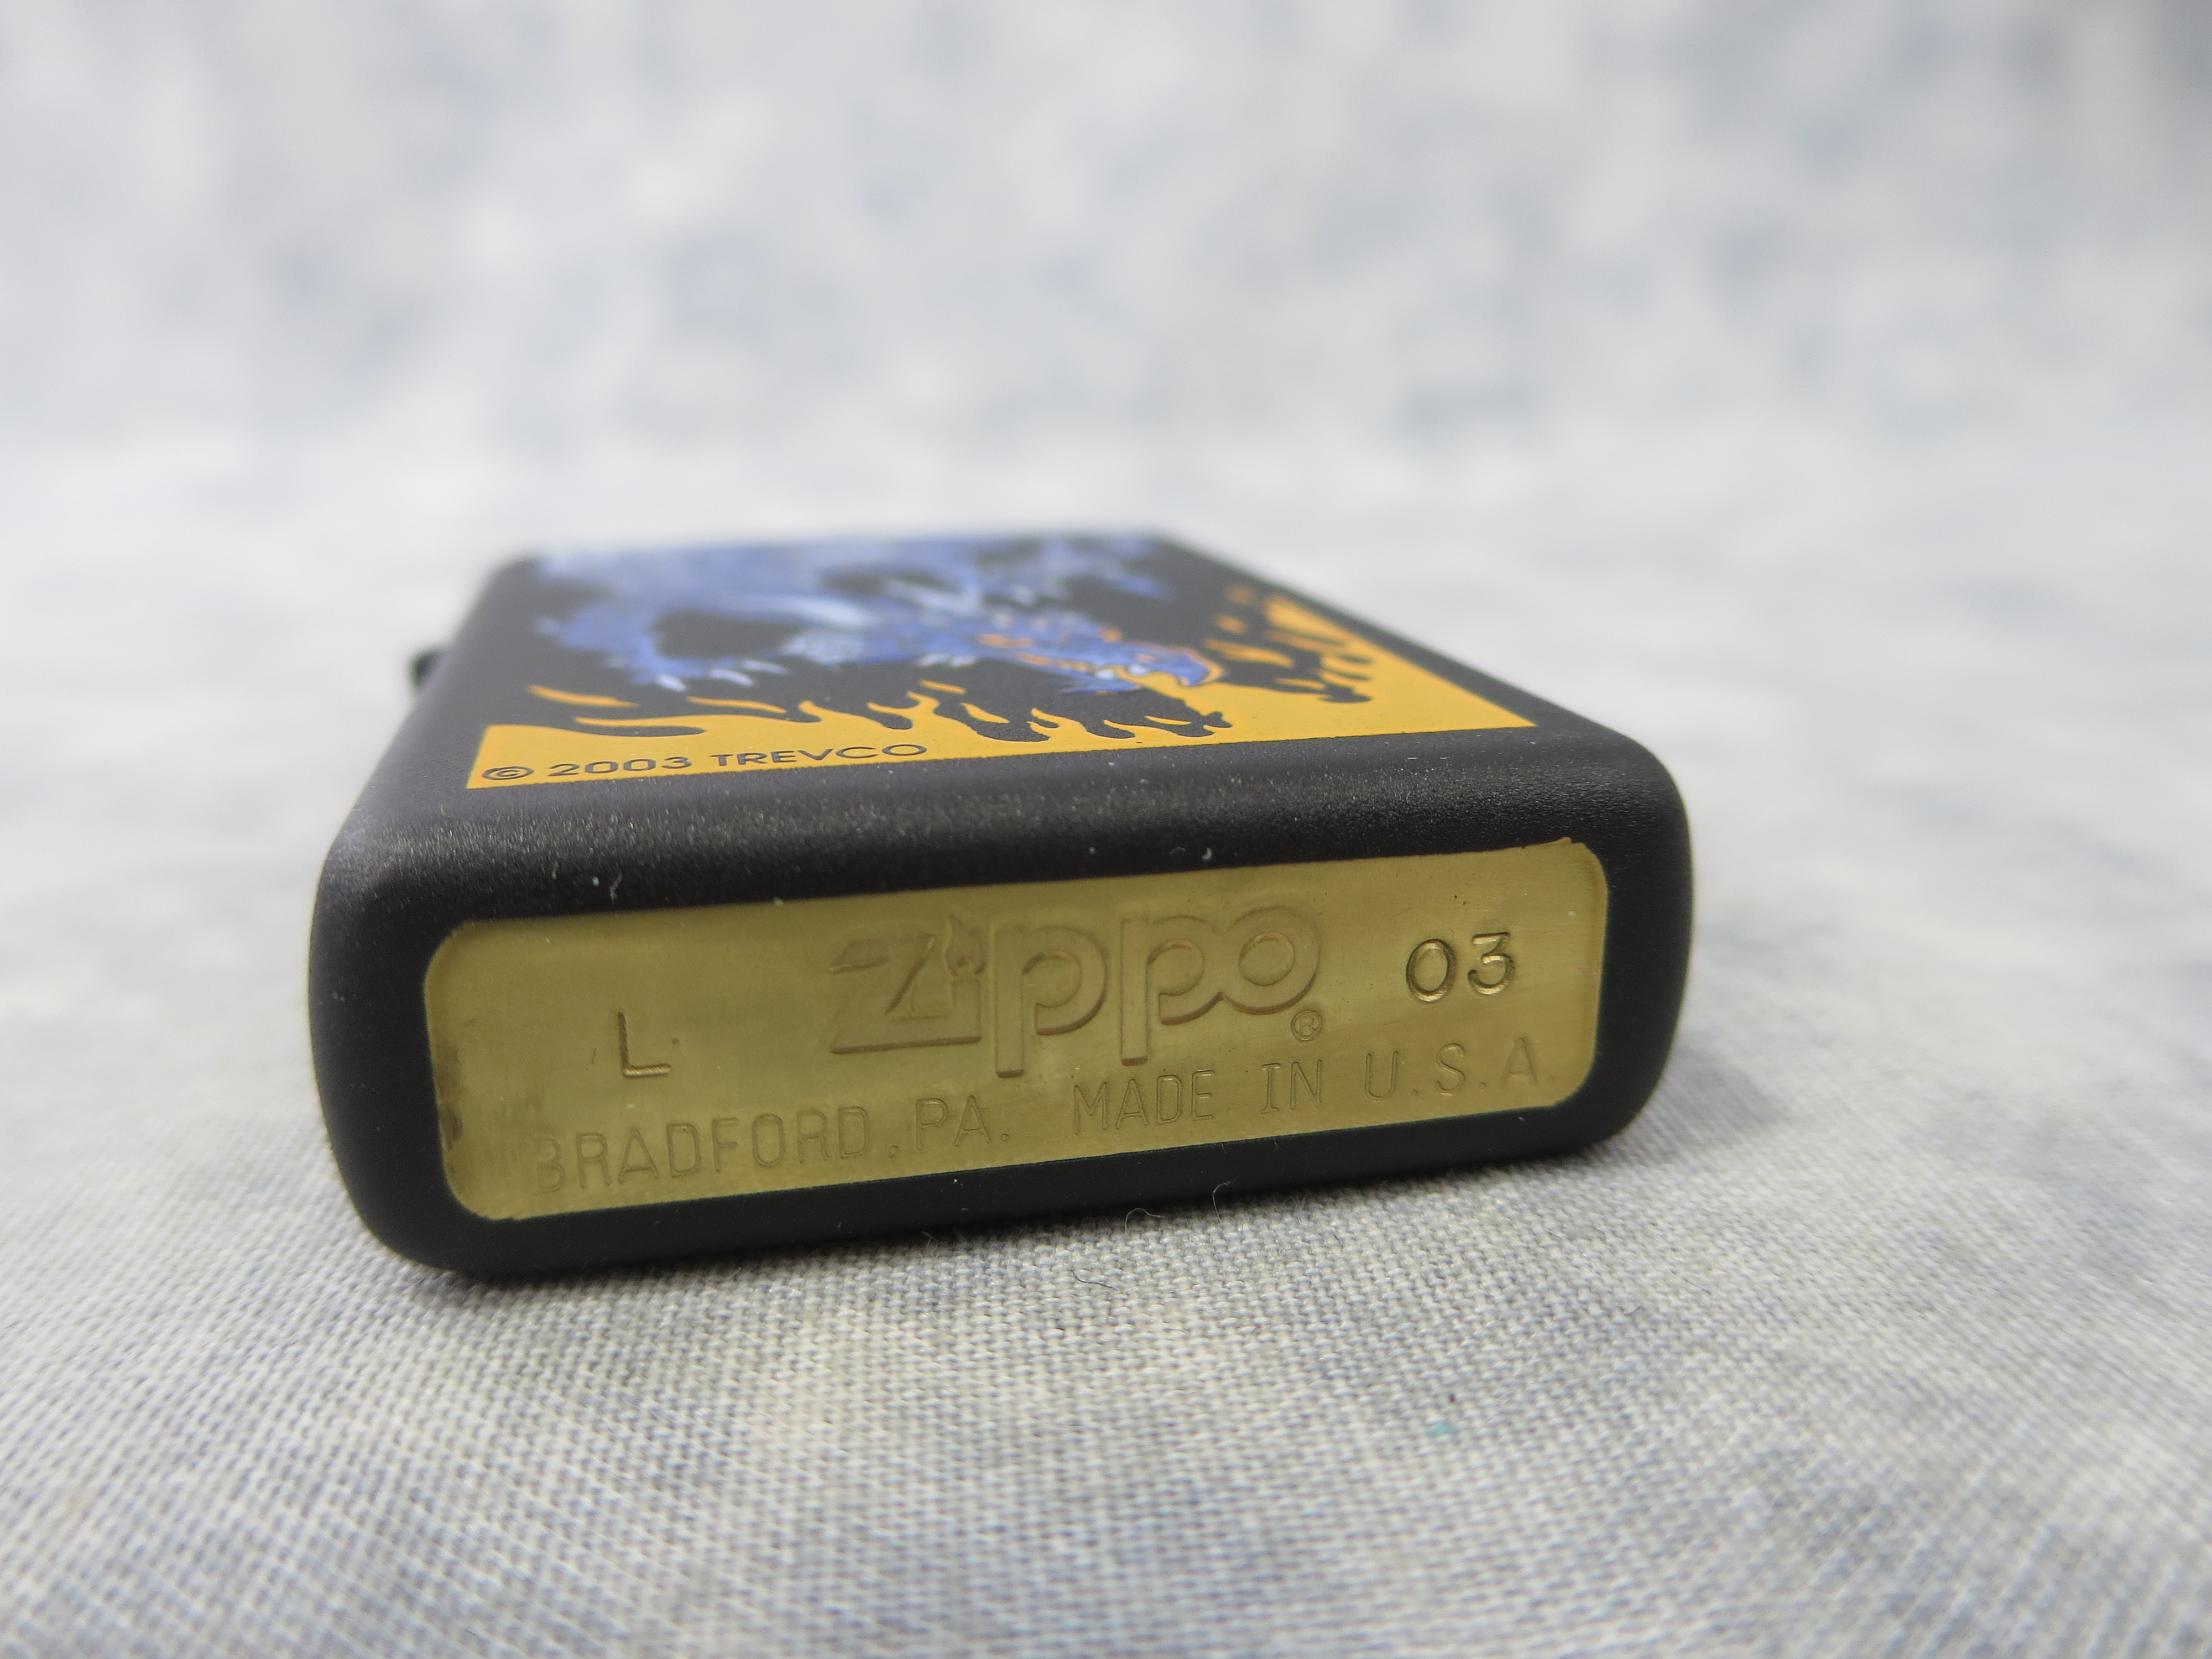 © 2003 TREVCO
L zippo ® 03
BRADFORD, PA. MADE IN U.S.A.